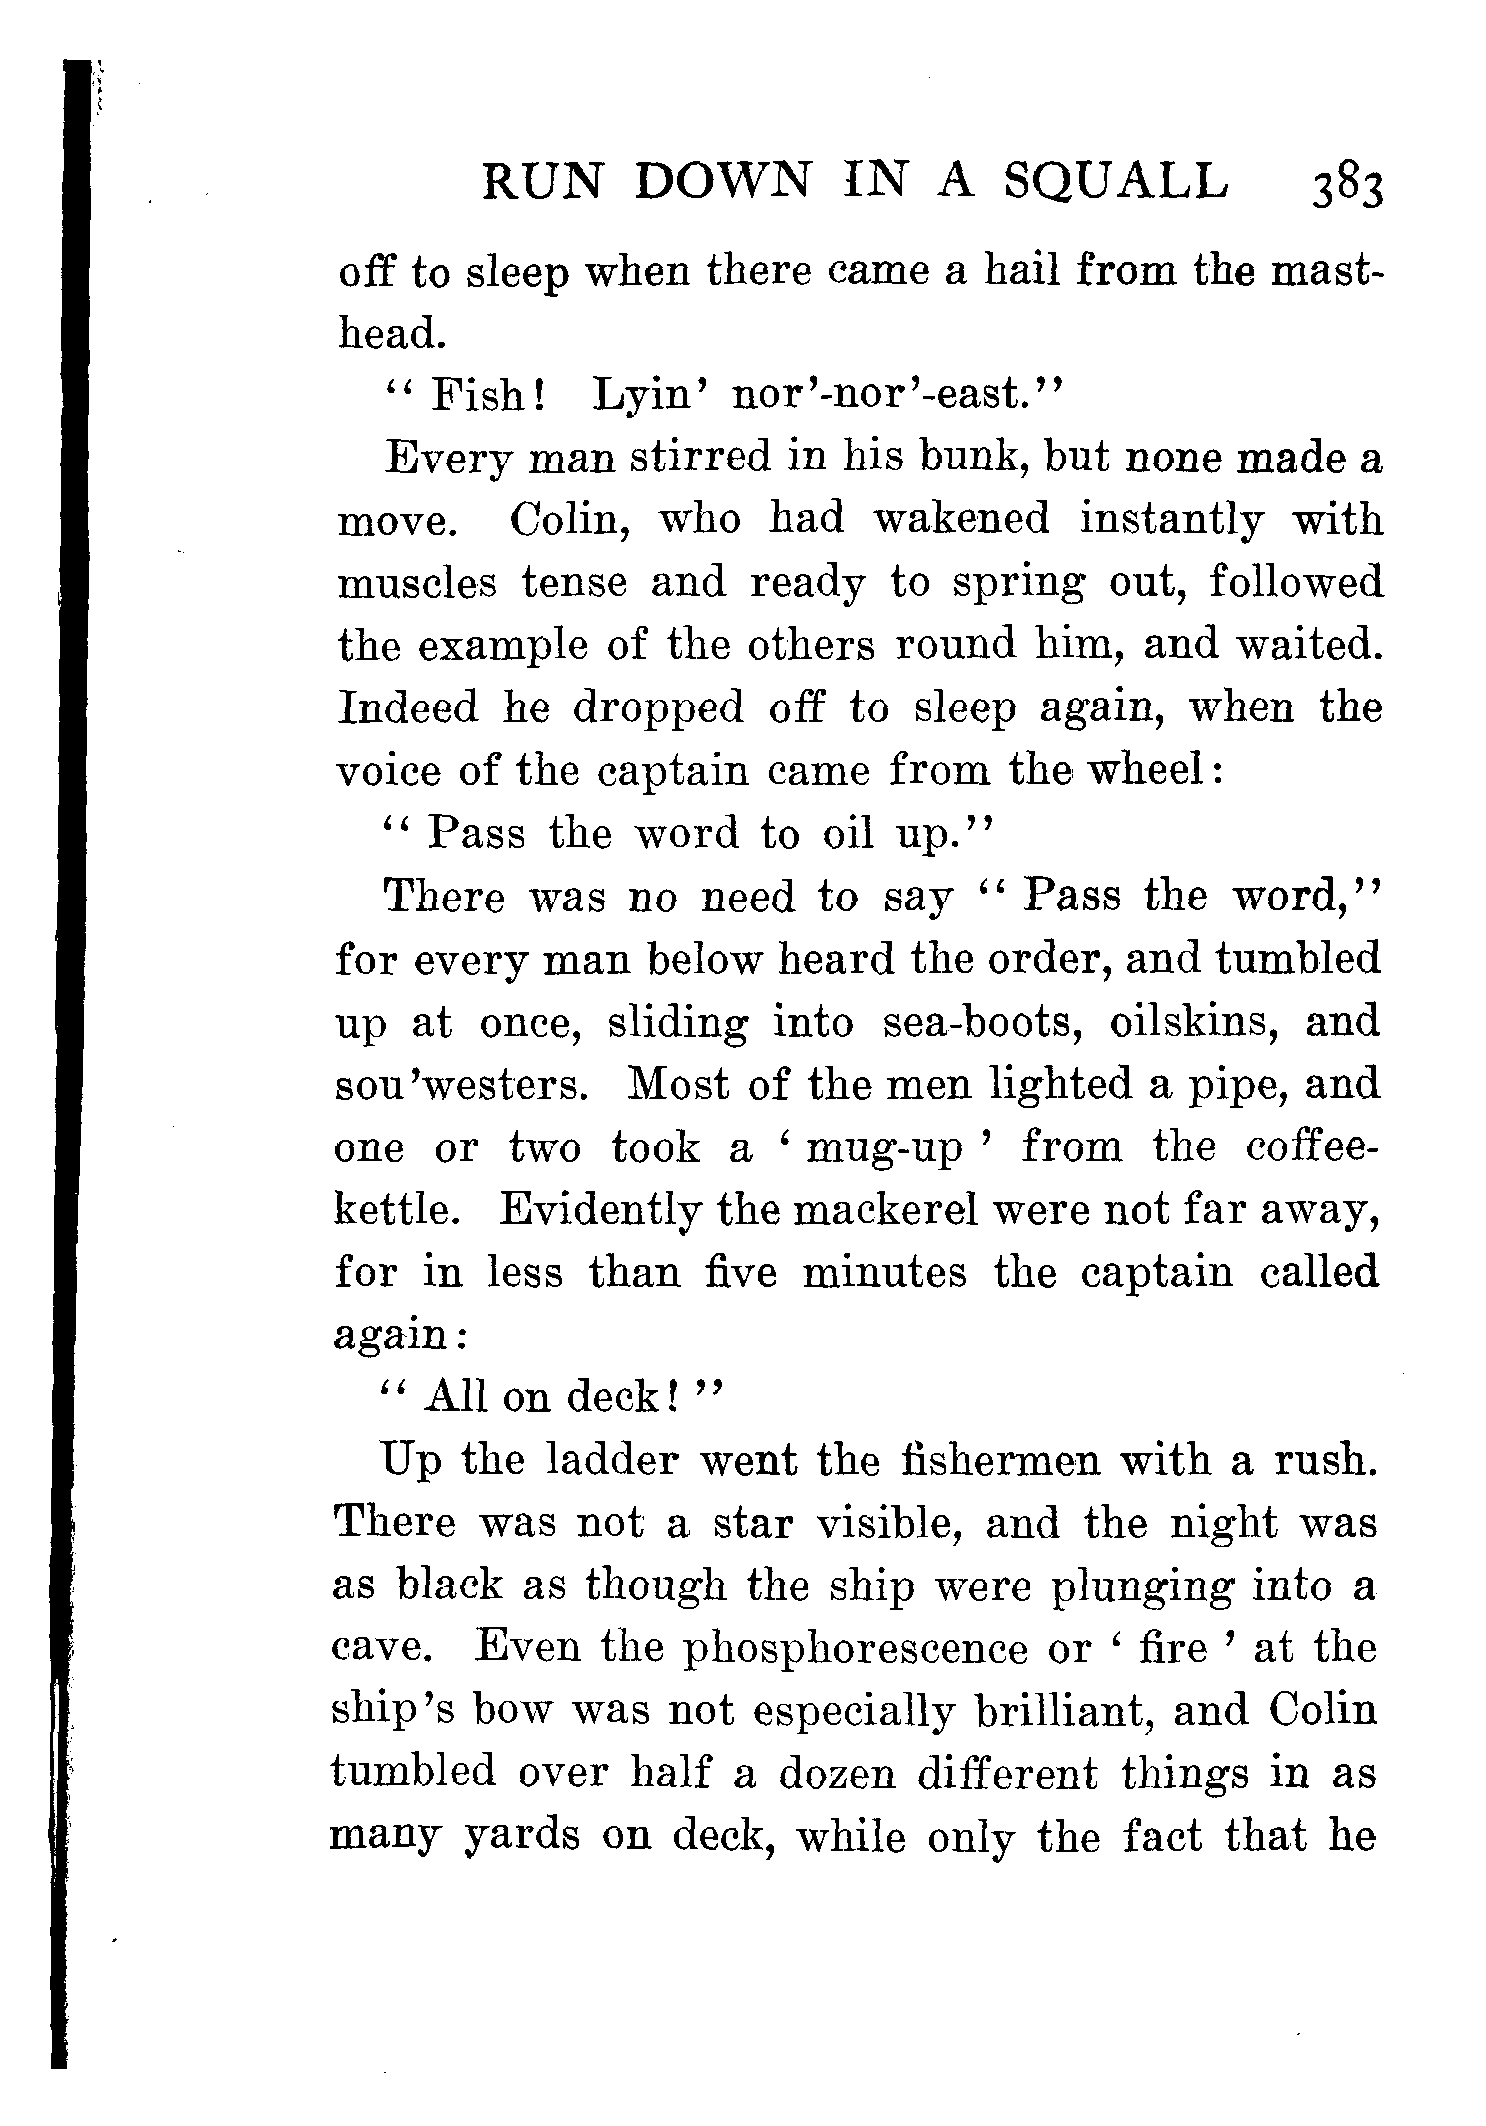 RUN DOWN IN A SQUALL 383
off to sleep when there came a hail from the mast-
head.
“ Fish! Lyin’ nor’-nor’-east.”
Every man stirred in his bunk, but none made a
move. Colin, who had wakened instantly with
muscles tense and ready to spring out, followed
the example of the others round him, and waited.
Indeed he dropped off to sleep again, when the
voice of the captain came from the wheel:
“ Pass the word to oil up.”
There was no need to say “ Pass the word,”
for every man below heard the order, and tumbled
up at once, sliding into sea-boots, oilskins, and
sou’westers. Most of the men lighted a pipe, and
one or two took a ‘ mug-up ’ from the coffee-
kettle. Evidently the mackerel were not far away,
for in less than five minutes the captain called
again:
“ All on deck! ”
Up the ladder went the fishermen with a rush.
There was not a star visible, and the night was
as black as though the ship were plunging into a
cave. Even the phosphorescence or ‘ fire ’ at the
ship’s bow was not especially brilliant, and Colin
tumbled over half a dozen different things in as
many yards on deck, while only the fact that he